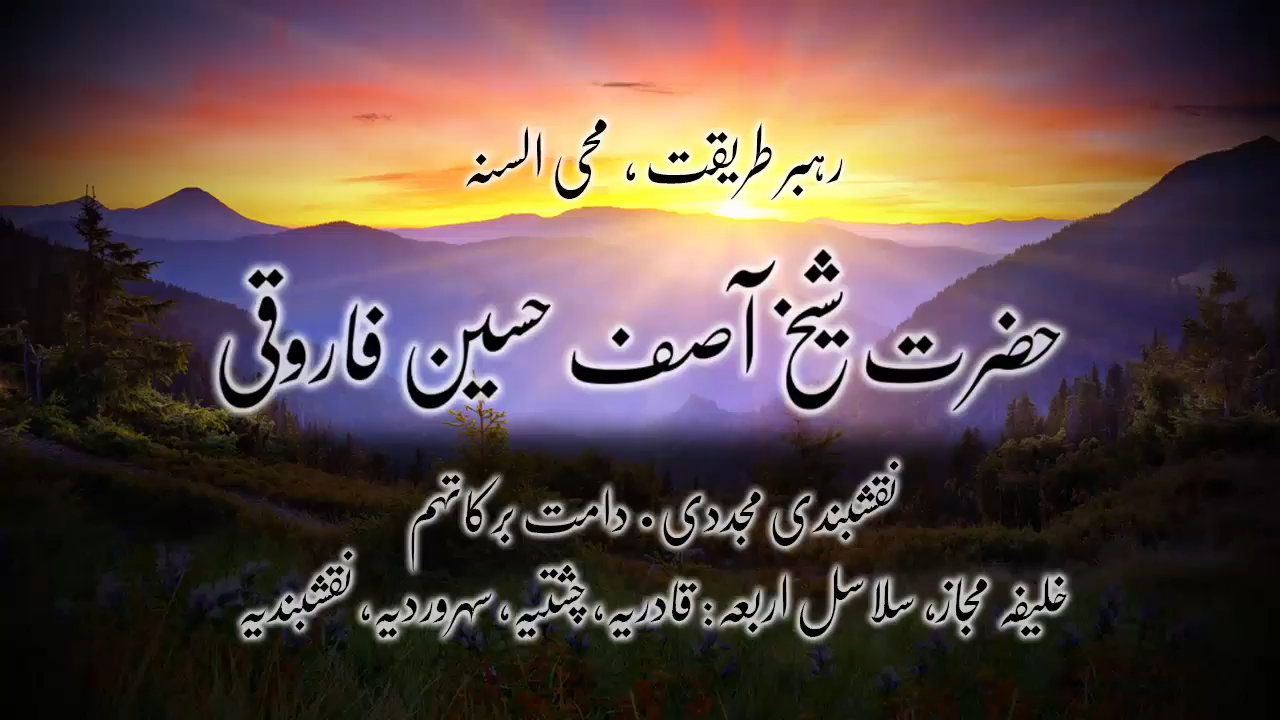 رہبر طریقت ، محی السنہ
حضرت شیخ آصف حسین فاروقی
نقشبندی مجددی . دامت برکاتہم
خلیفہ مجاز، سلاسل اربعہ: قادریہ، چشتیہ، سہروردیہ، نقشبندیہ